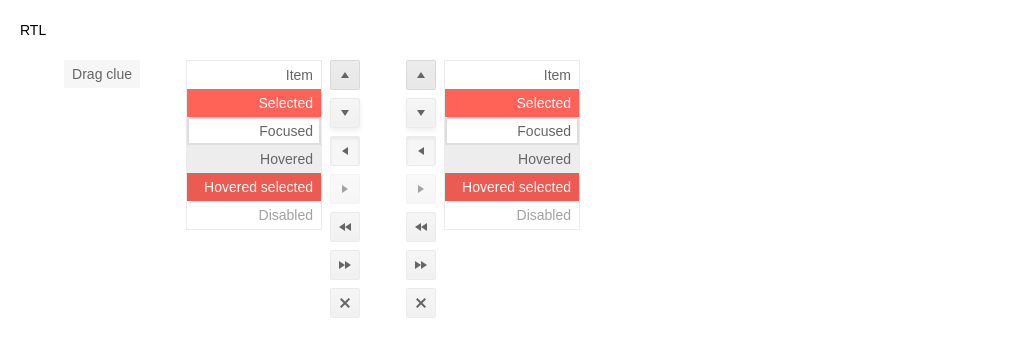 RTL
Drag clue
Item
Selected
Focused
Hovered
Hovered selected
Disabled
Item
Selected
Focused
Hovered
Hovered selected
Disabled